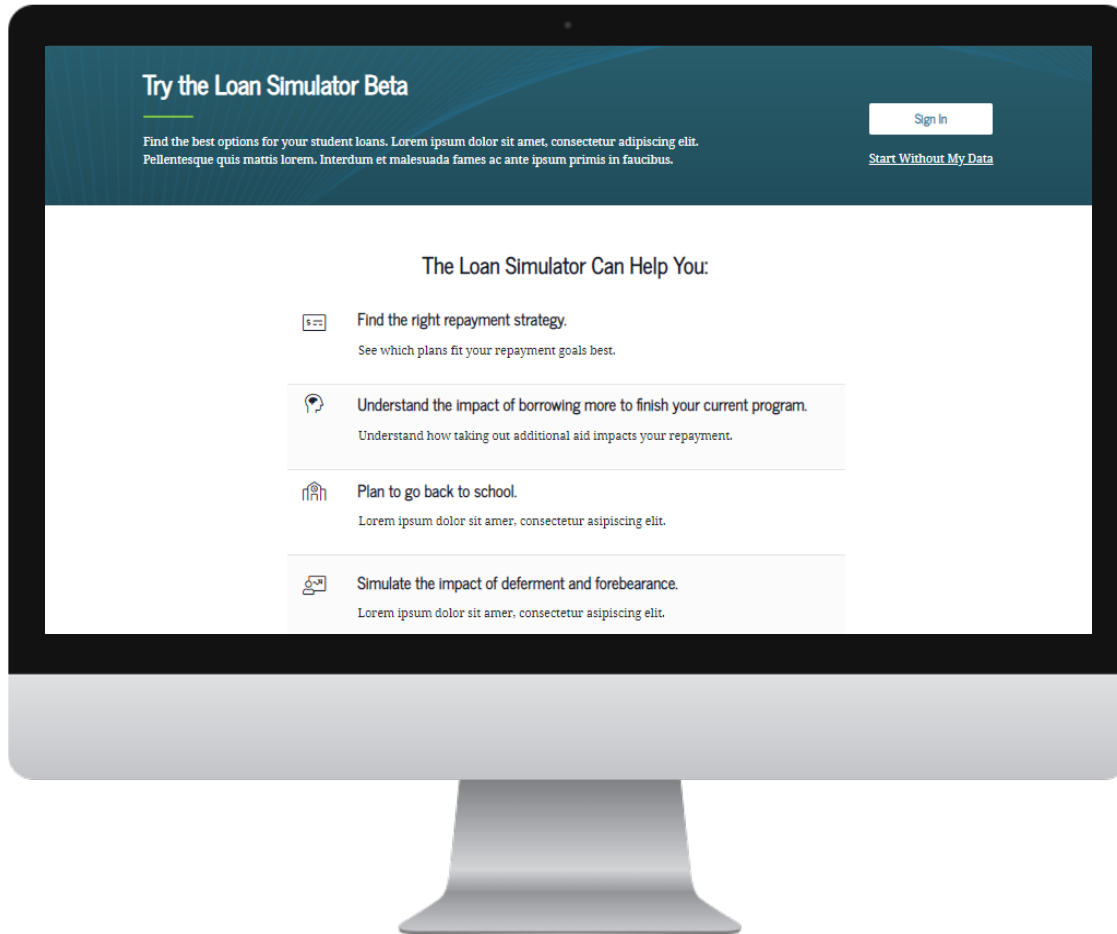 Try the Loan Simulator Beta
Find the best options for your student loans. Lorem ipsum dolor sit amet, consectetur adipiscing elit.
Pellentesque quis mattis lorem. Interdum et malesuada fames ac ante ipsum primis in faucibus.
Sign In
Start Without My Data
The Loan Simulator Can Help You:
Find the right repayment strategy.
See which plans fit your repayment goals best.
Understand the impact of borrowing more to finish your current program.
Understand how taking out additional aid impacts your repayment.
Plan to go back to school.
Lorem ipsum dolor sit amer, consectetur asipiscing elit.
Simulate the impact of deferment and forebearance.
Lorem ipsum dolor sit amer, consectetur asipiscing elit.